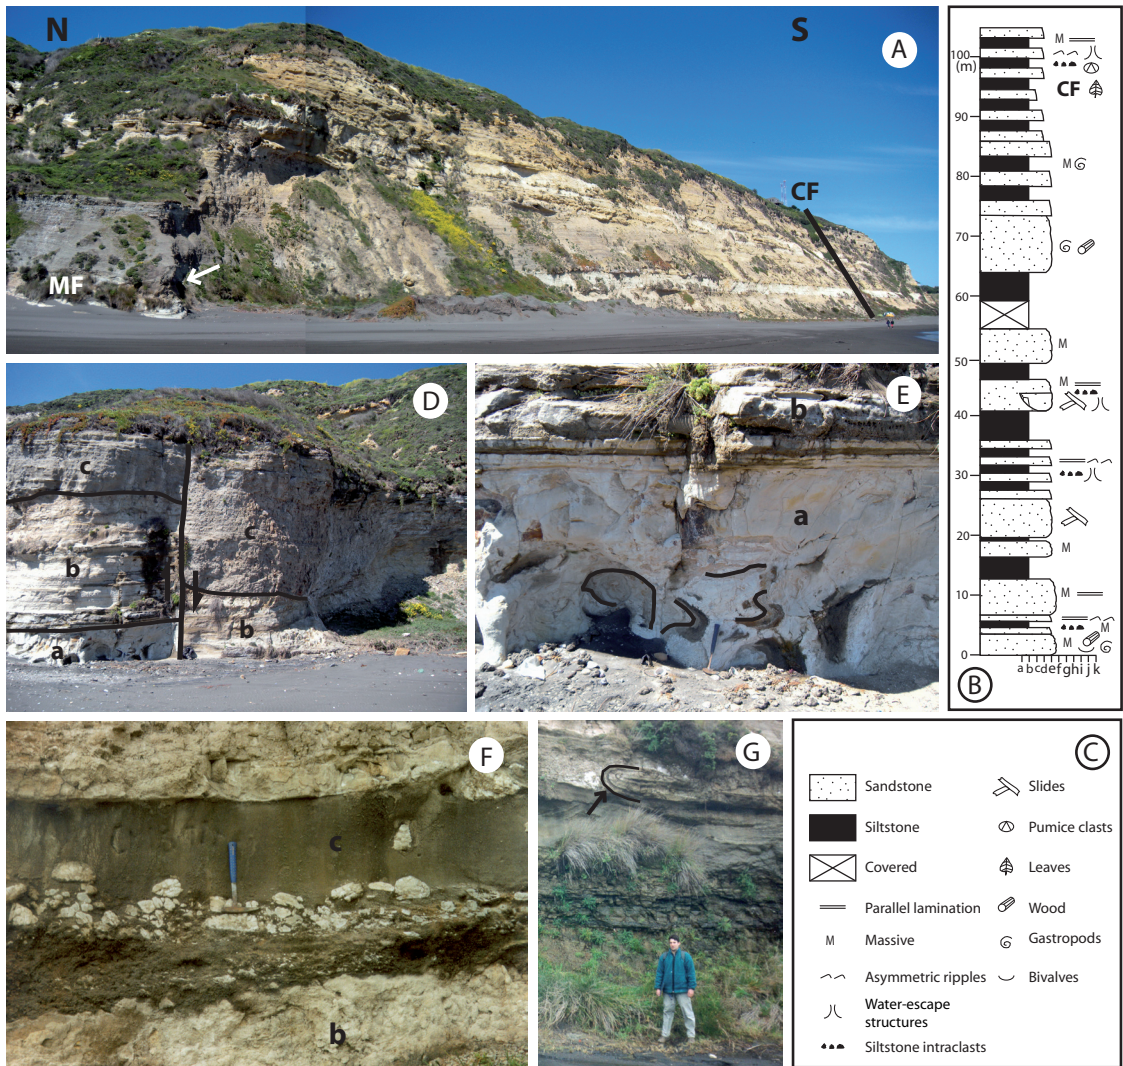 N
S
A
CF
MF
D
c
c
b
b
a
E
b
a
F
c
b
G
100
(m)
90
80
70
60
50
40
30
20
10
0
M
CF
M
M
M
M
M
M
M
abcdefghijk
B
C
Sandstone
Slides
Siltstone
Pumice clasts
Covered
Leaves
Parallel lamination
Wood
M Massive
Gastropods
Asymmetric ripples
Bivalves
Water-escape
structures
Siltstone intraclasts